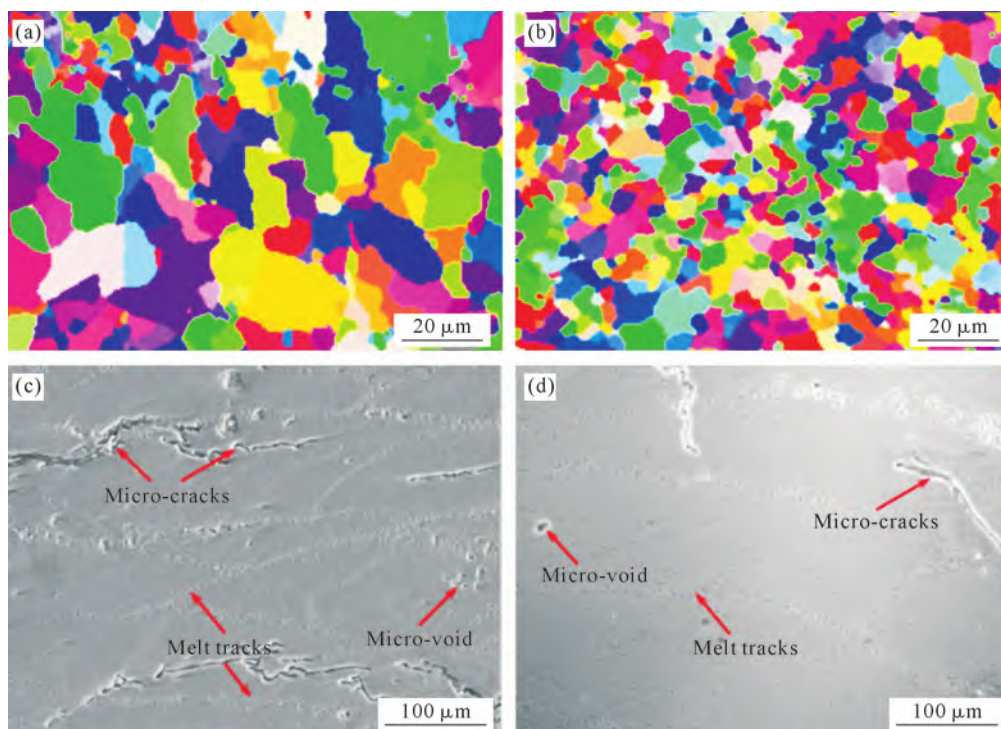 (a)
(b)
20 μm
20 μm
(c)
(d)
Micro-cracks
Micro-cracks
Micro-void
Micro-void
Melt tracks
Melt tracks
100 μm
100 μm